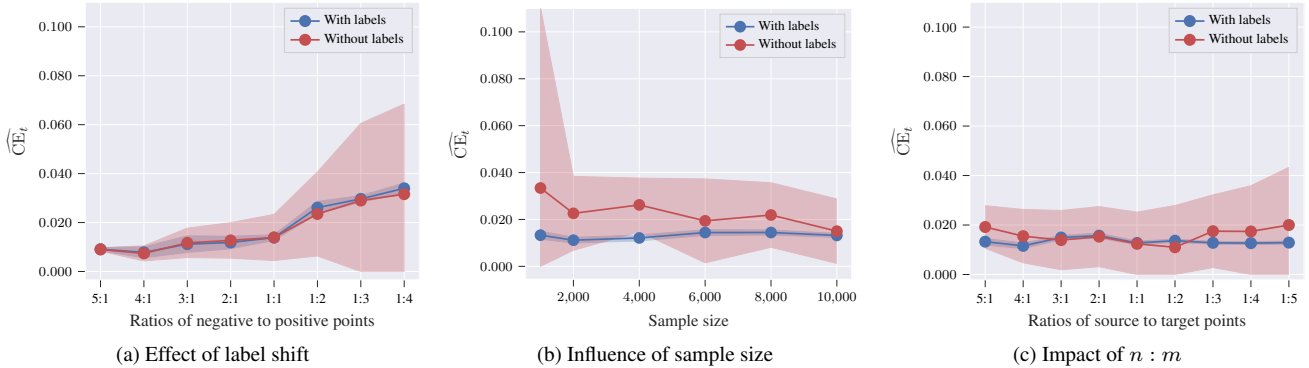 With labels
Without labels
0.100
0.080
0.060
0.040
0.020
0.000
CE_t
5:1 4:1 3:1 2:1 1:1 1:2 1:3 1:4
Ratios of negative to positive points
(a) Effect of label shift
With labels
Without labels
0.100
0.080
0.060
0.040
0.020
0.000
CE_t
2,000 4,000 6,000 8,000 10,000
Sample size
(b) Influence of sample size
With labels
Without labels
0.100
0.080
0.060
0.040
0.020
0.000
CE_t
5:1 4:1 3:1 2:1 1:1 1:2 1:3 1:4 1:5
Ratios of source to target points
(c) Impact of n : m